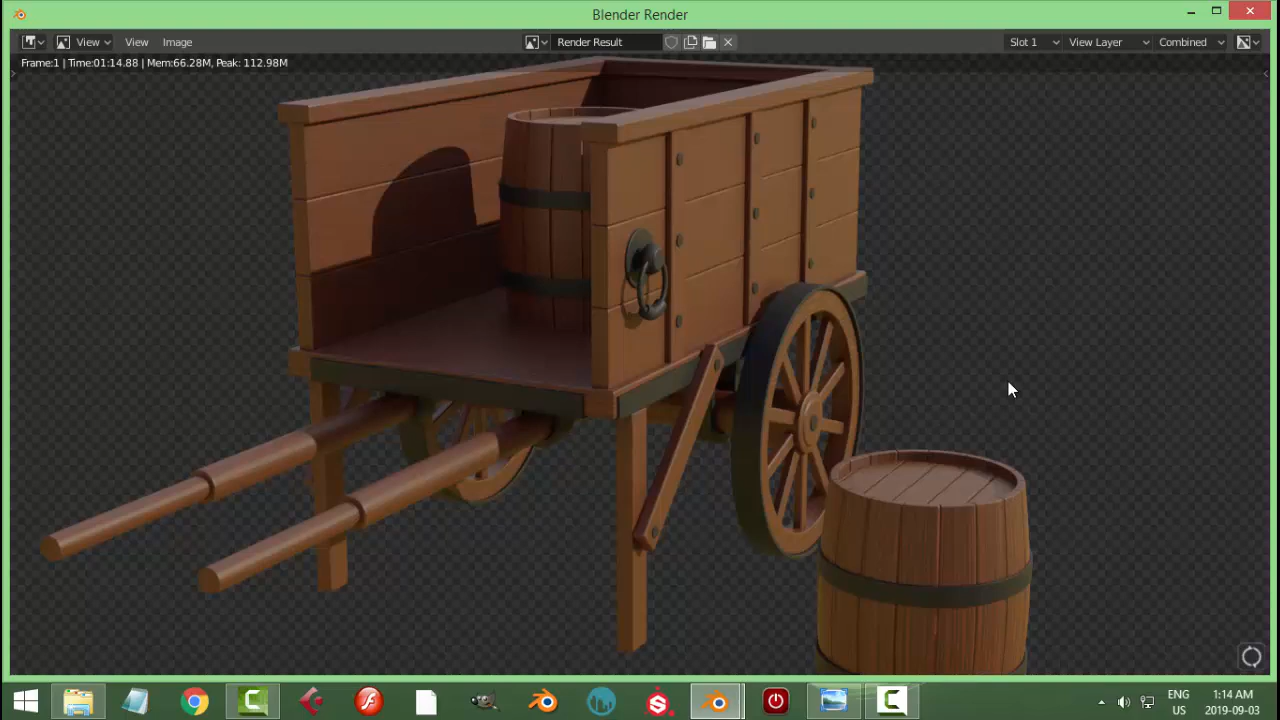 Blender Render
View View Image Render Result Slot 1 View Layer Combined
Frame:1 | Time:01:14.88 | Mem:66.28M, Peak: 112.98M
ENG 1:14 AM
US 2019-09-03